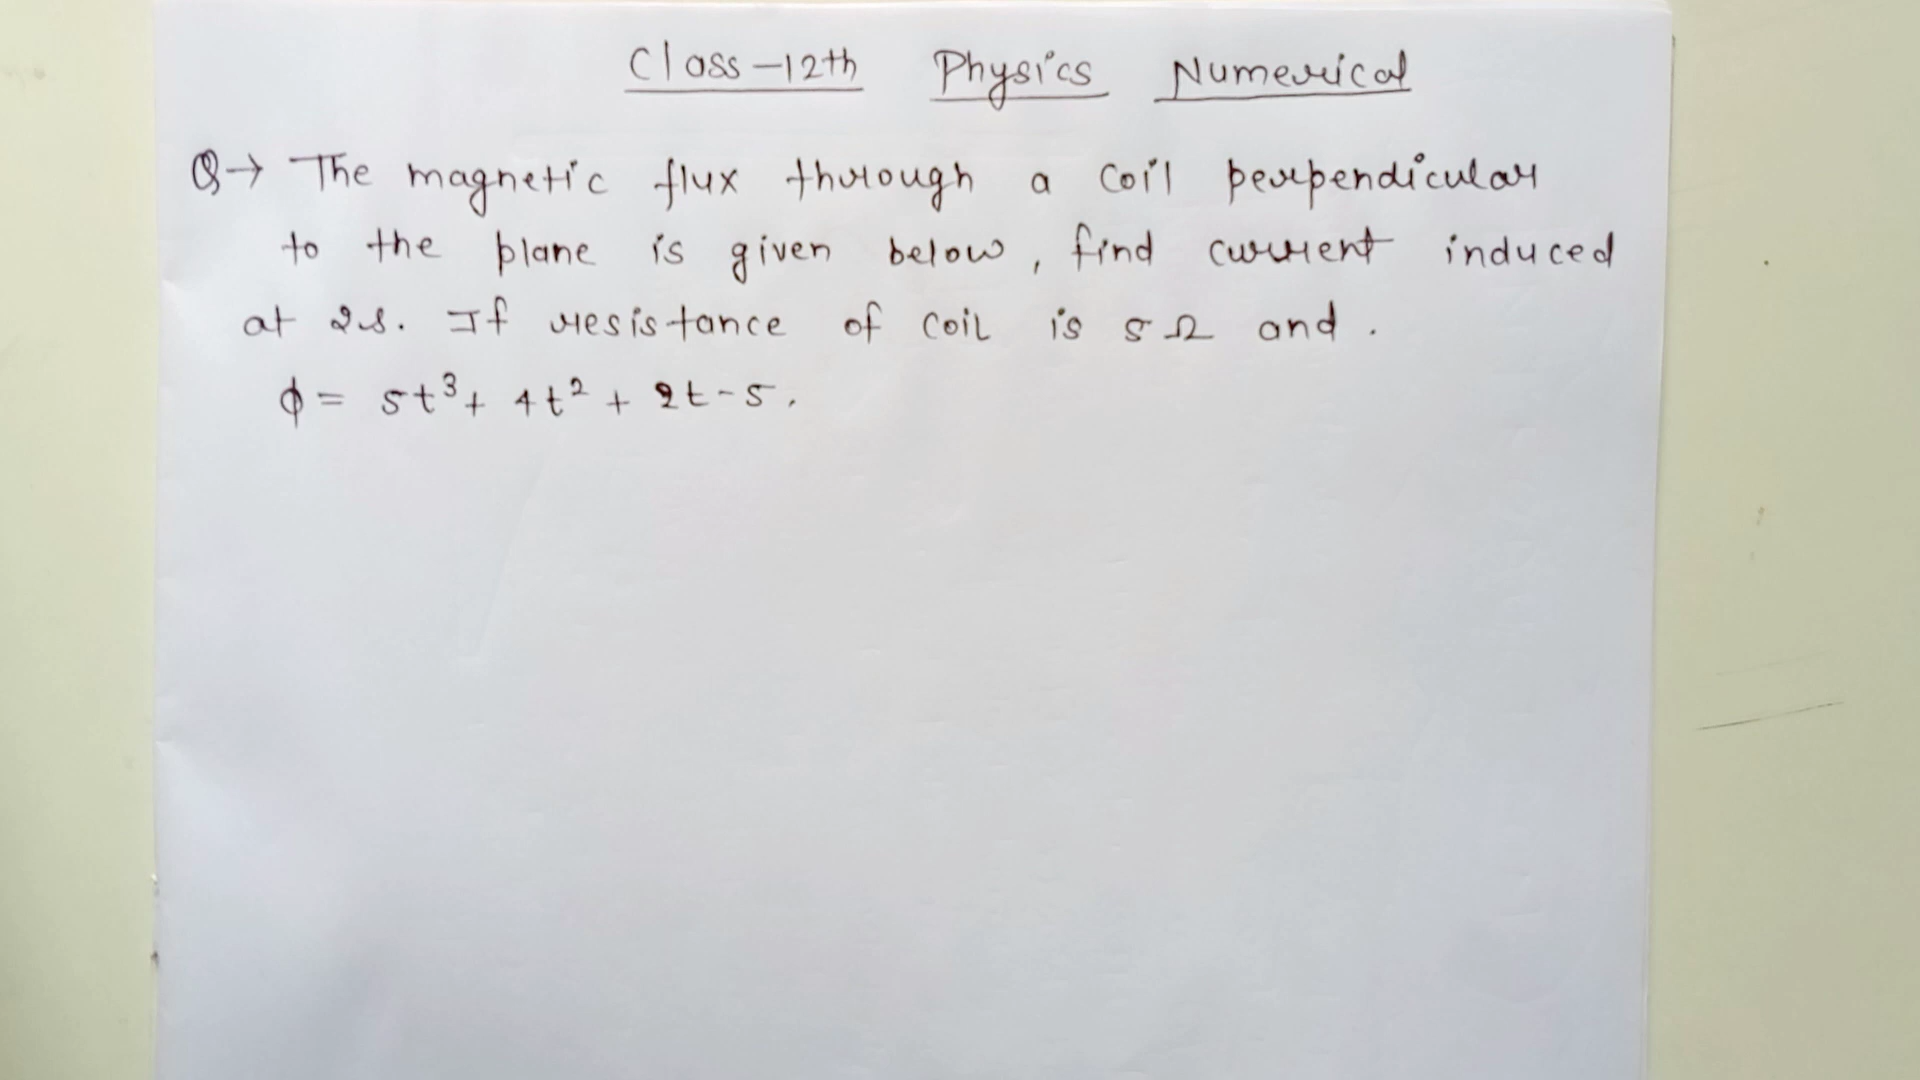 Class-12th Physics Numerical
Q→ The magnetic flux through a coil perpendicular
to the plane is given below, find current induced
at 2s. If resistance of coil is 5Ω and.
ϕ = 5t³ + 4t² + 2t - 5.